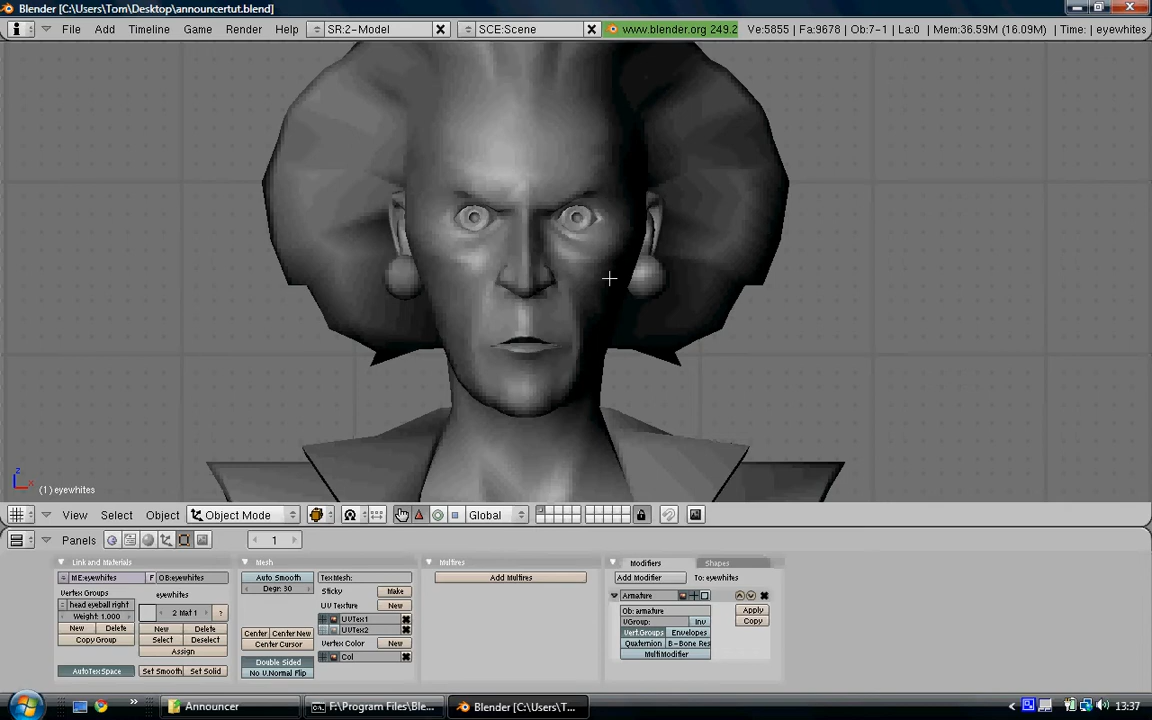 Blender [C:\Users\Tom\Desktop\announcertut.blend]
File Add Timeline Game Render Help SR:2-Model SCE:Scene www.blender.org 249.2 Ve:5855 | Fa:9678 | Ob:7-1 | La:0 | Mem:36.59M (16.09M) | Time: | eyewhites
z
x
(1) eyewhites
View Select Object Object Mode Global
Panels 1
Link and Materials Mesh Multires Modifiers Shapes
ME:eyewhites F OB:eyewhites Auto Smooth TexMesh: Add Multires Add Modifier To: eyewhites
Vertex Groups eyewhites Degr: 30 Sticky Make Armature
head eyeball right 2 Mat 1 ? UV Texture New Ob: armature Apply
Weight: 1.000 UVTex1 VGroup: Inv Copy
New Delete New Delete Center Center New UVTex2 Vert.Groups Envelopes
Copy Group Select Deselect Center Cursor Vertex Color New Quaternion B-Bone Res
Assign Col MultiModifier
AutoTexSpace Set Smooth Set Solid Double Sided
No V.Normal Flip
» Announcer F:\Program Files\Ble... Blender [C:\Users\T... < 13:37